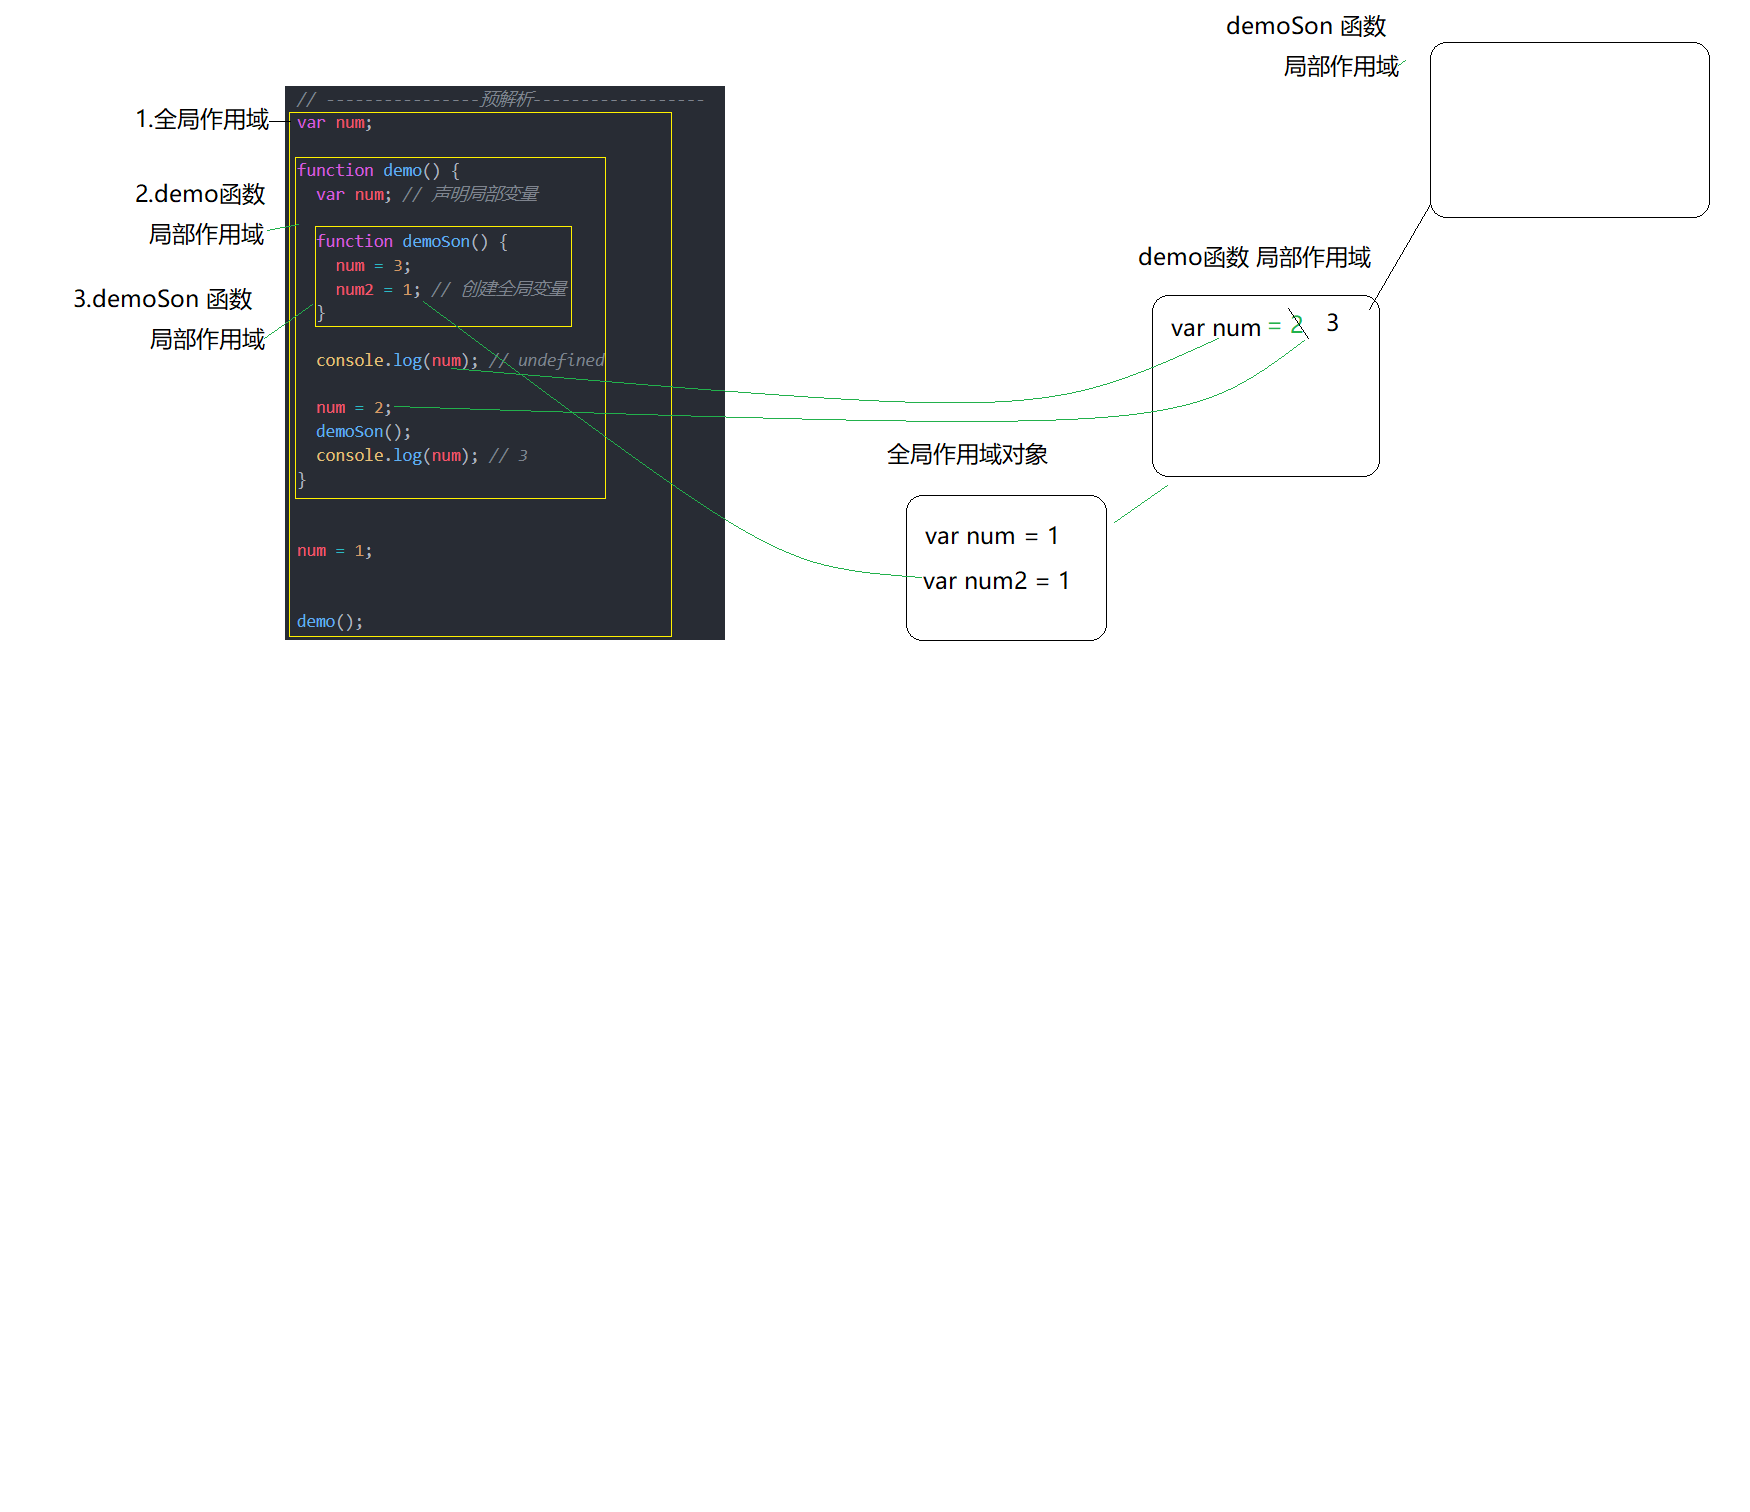 1.全局作用域
2.demo函数
局部作用域
3.demoSon 函数
局部作用域
// ----------------预解析------------------
var num;
function demo() {
var num; // 声明局部变量
function demoSon() {
num = 3;
num2 = 1; // 创建全局变量
}
console.log(num); // undefined
num = 2;
demoSon();
console.log(num); // 3
}
num = 1;
demo();
demoSon 函数
局部作用域
demo函数 局部作用域
var num = 2 3
全局作用域对象
var num = 1
var num2 = 1